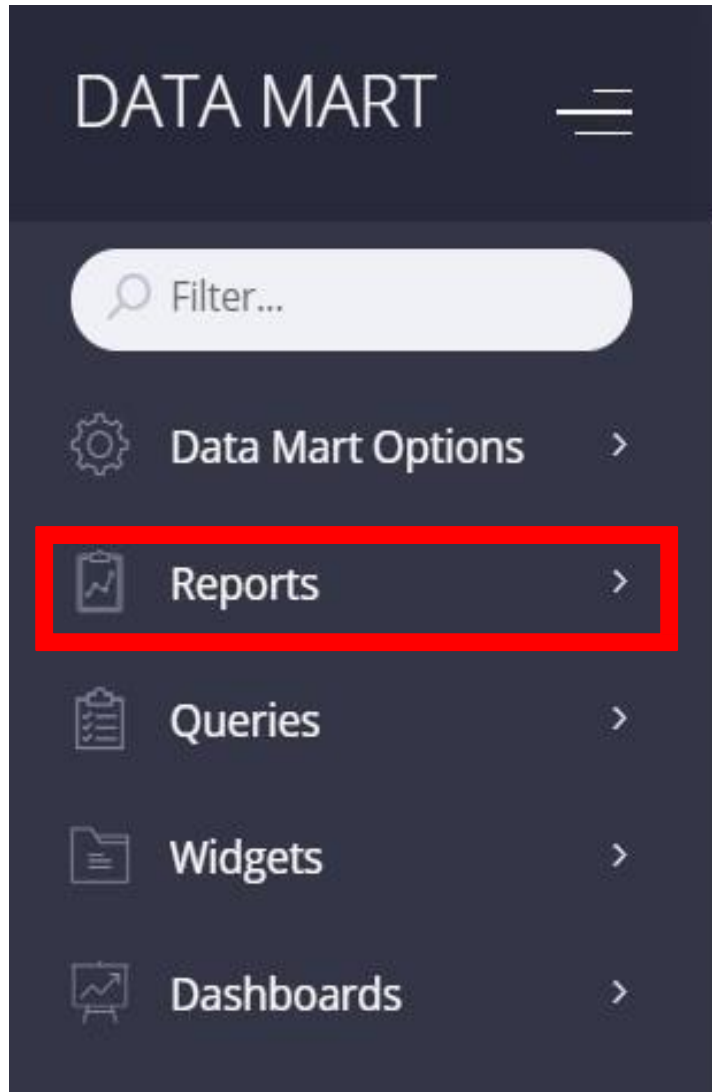 DATA MART
Filter...
Data Mart Options
Reports
Queries
Widgets
Dashboards